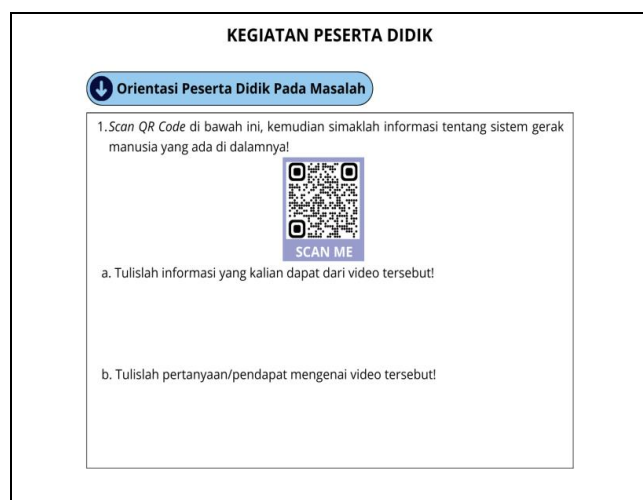 KEGIATAN PESERTA DIDIK
Orientasi Peserta Didik Pada Masalah
1.Scan QR Code di bawah ini, kemudian simaklah informasi tentang sistem gerak
manusia yang ada di dalamnya!
SCAN ME
a. Tulislah informasi yang kalian dapat dari video tersebut!
b. Tulislah pertanyaan/pendapat mengenai video tersebut!